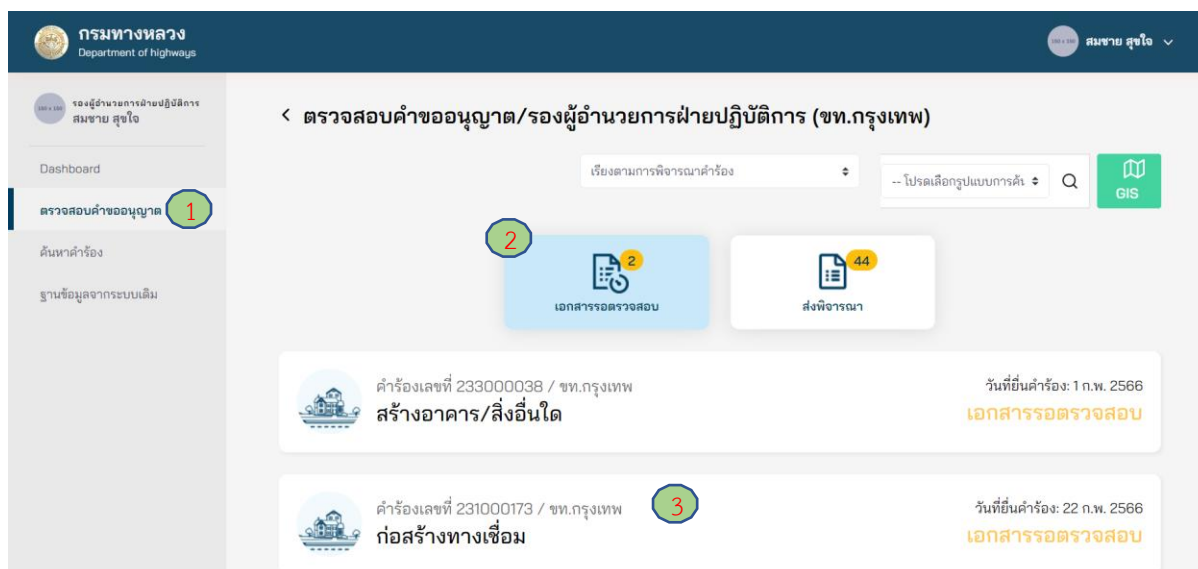 กรมทางหลวง
Department of highways
สมชาย สุขใจ
รองผู้อำนวยการฝ่ายปฏิบัติการ
สมชาย สุขใจ
Dashboard
ตรวจสอบคำขออนุญาต 1
ค้นหาคำร้อง
ฐานข้อมูลจากระบบเดิม
< ตรวจสอบคำขออนุญาต/รองผู้อำนวยการฝ่ายปฏิบัติการ (ขท.กรุงเทพ)
เรียงตามการพิจารณาคำร้อง
-- โปรดเลือกรูปแบบการค้
GIS
2
2
เอกสารรอตรวจสอบ
44
ส่งพิจารณา
คำร้องเลขที่ 233000038 / ขท.กรุงเทพ
สร้างอาคาร/สิ่งอื่นใด
วันที่ยื่นคำร้อง: 1 ก.พ. 2566
เอกสารรอตรวจสอบ
คำร้องเลขที่ 231000173 / ขท.กรุงเทพ
3
ก่อสร้างทางเชื่อม
วันที่ยื่นคำร้อง: 22 ก.พ. 2566
เอกสารรอตรวจสอบ